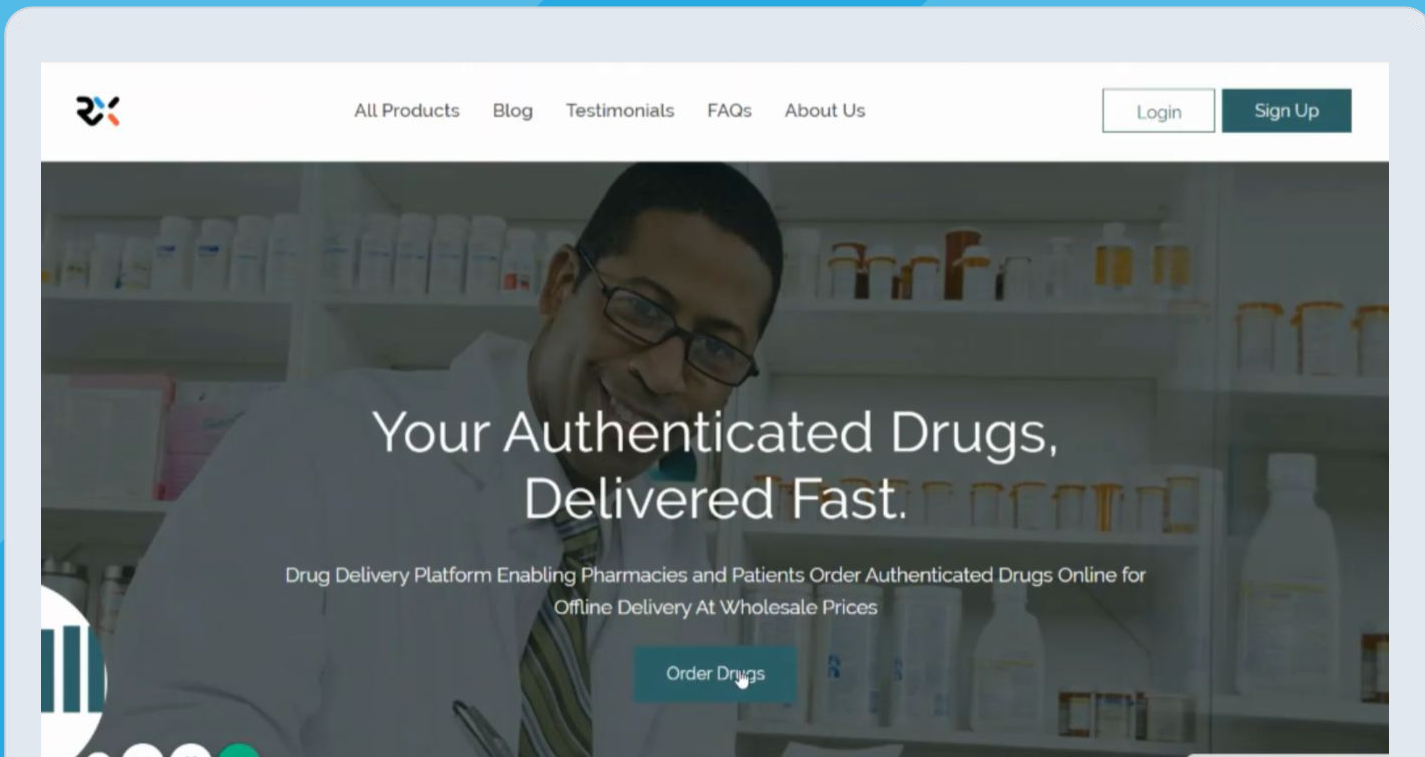 All Products Blog Testimonials FAQs About Us Login Sign Up
Your Authenticated Drugs,
Delivered Fast.
Drug Delivery Platform Enabling Pharmacies and Patients Order Authenticated Drugs Online for
Offline Delivery At Wholesale Prices
Order Drugs